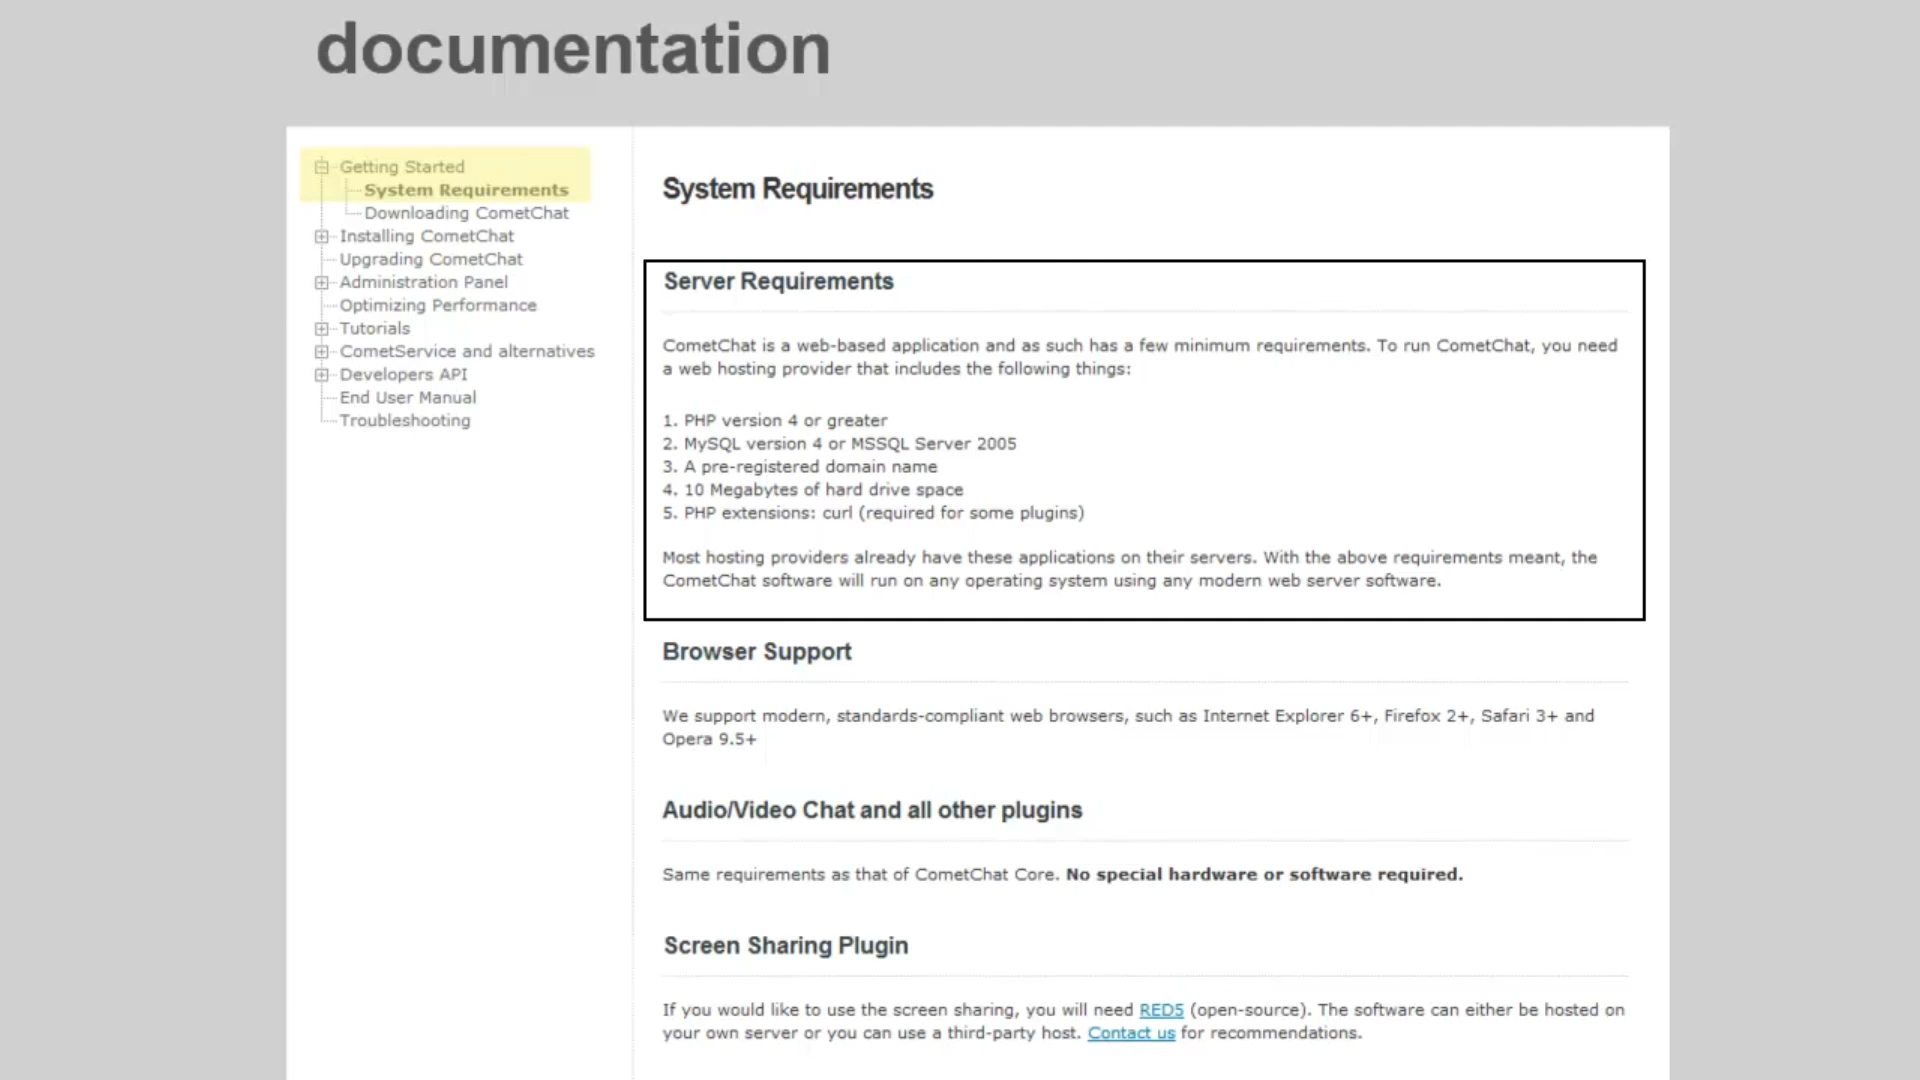 documentation
Getting Started
System Requirements
Downloading CometChat
Installing CometChat
Upgrading CometChat
Administration Panel
Optimizing Performance
Tutorials
CometService and alternatives
Developers API
End User Manual
Troubleshooting
System Requirements
Server Requirements
CometChat is a web-based application and as such has a few minimum requirements. To run CometChat, you need
a web hosting provider that includes the following things:
1. PHP version 4 or greater
2. MySQL version 4 or MSSQL Server 2005
3. A pre-registered domain name
4. 10 Megabytes of hard drive space
5. PHP extensions: curl (required for some plugins)
Most hosting providers already have these applications on their servers. With the above requirements meant, the
CometChat software will run on any operating system using any modern web server software.
Browser Support
We support modern, standards-compliant web browsers, such as Internet Explorer 6+, Firefox 2+, Safari 3+ and
Opera 9.5+
Audio/Video Chat and all other plugins
Same requirements as that of CometChat Core. No special hardware or software required.
Screen Sharing Plugin
If you would like to use the screen sharing, you will need RED5 (open-source). The software can either be hosted on
your own server or you can use a third-party host. Contact us for recommendations.